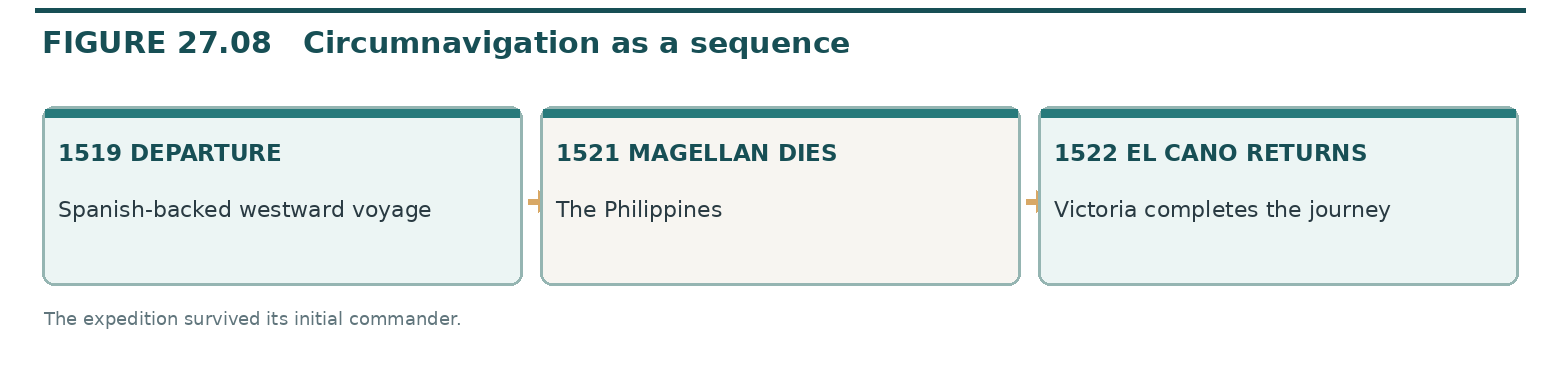 FIGURE 27.08 Circumnavigation as a sequence
1519 DEPARTURE
Spanish-backed westward voyage
1521 MAGELLAN DIES
The Philippines
1522 EL CANO RETURNS
Victoria completes the journey
The expedition survived its initial commander.